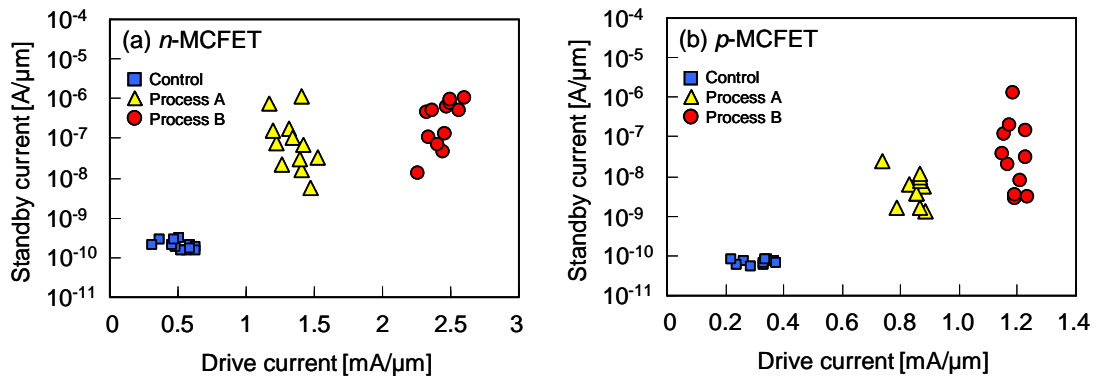 (a) n-MCFET
Control
Process A
Process B
Standby current [A/μm]
10⁻⁴
10⁻⁵
10⁻⁶
10⁻⁷
10⁻⁸
10⁻⁹
10⁻¹⁰
10⁻¹¹
0 0.5 1 1.5 2 2.5 3
Drive current [mA/μm]
(b) p-MCFET
Control
Process A
Process B
Standby current [A/μm]
10⁻⁴
10⁻⁵
10⁻⁶
10⁻⁷
10⁻⁸
10⁻⁹
10⁻¹⁰
10⁻¹¹
0 0.2 0.4 0.6 0.8 1.0 1.2 1.4
Drive current [mA/μm]